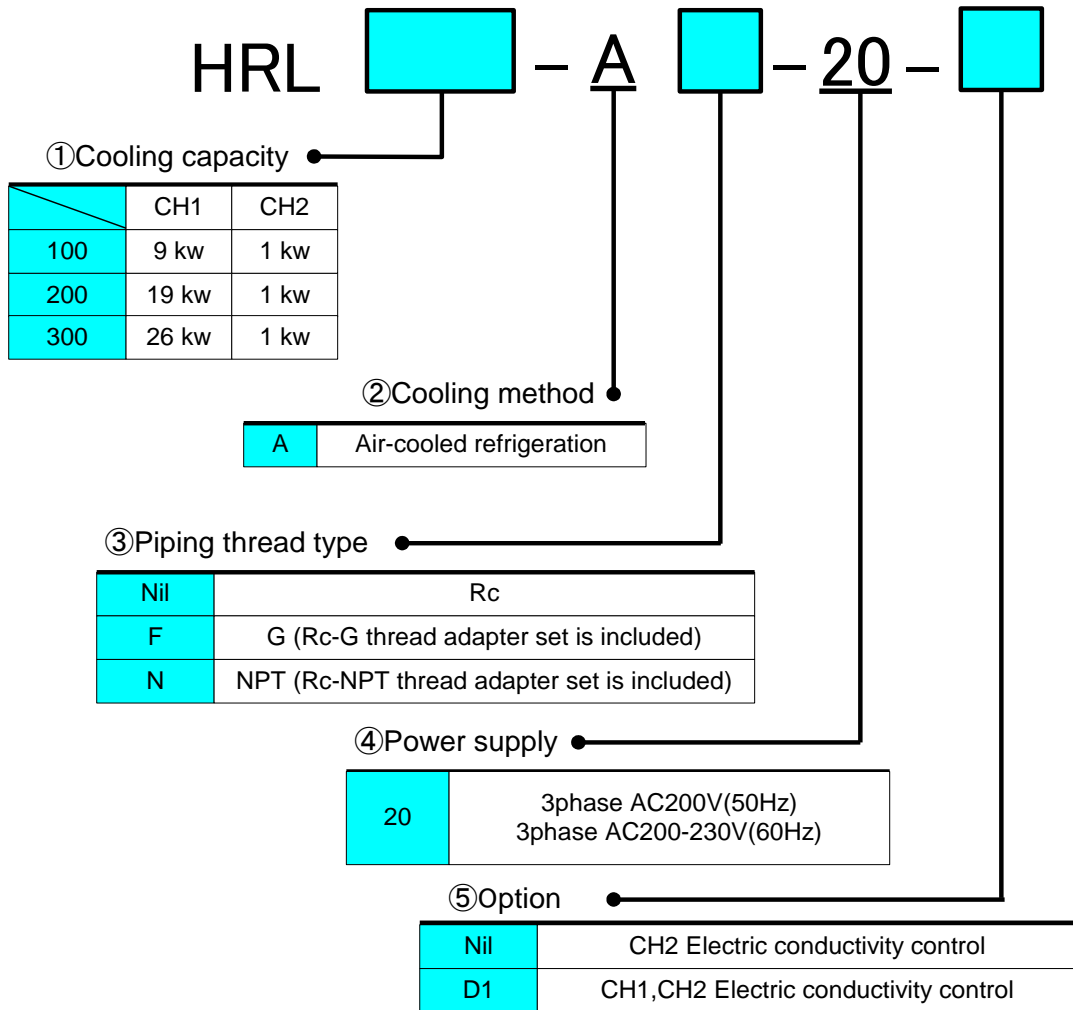 HRL – A – 20 –
①Cooling capacity
CH1 CH2
100 9 kw 1 kw
200 19 kw 1 kw
300 26 kw 1 kw
②Cooling method
A Air-cooled refrigeration
③Piping thread type
Nil Rc
F G (Rc-G thread adapter set is included)
N NPT (Rc-NPT thread adapter set is included)
④Power supply
20 3phase AC200V(50Hz)
3phase AC200-230V(60Hz)
⑤Option
Nil CH2 Electric conductivity control
D1 CH1,CH2 Electric conductivity control